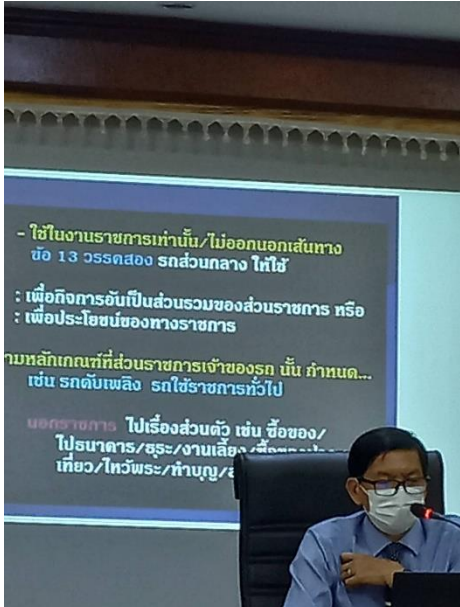 - ใช้ในงานราชการเท่านั้น/ไม่ออกนอกเส้นทาง
ข้อ 13 วรรคสอง รถส่วนกลาง ให้ใช้
: เพื่อกิจการอันเป็นส่วนรวมของส่วนราชการ หรือ
: เพื่อประโยชน์ของทางราชการ
ามหลักเกณฑ์ที่ส่วนราชการเจ้าของรถ นั้น กำหนด...
เช่น รถดับเพลิง รถใช้ราชการทั่วไป
นอกราชการ ไปเรื่องส่วนตัว เช่น ซื้อของ/
ไปธนาคาร/ธุระ/งานเลี้ยง
เที่ยว/ไหว้พระ/ทำบุญ/